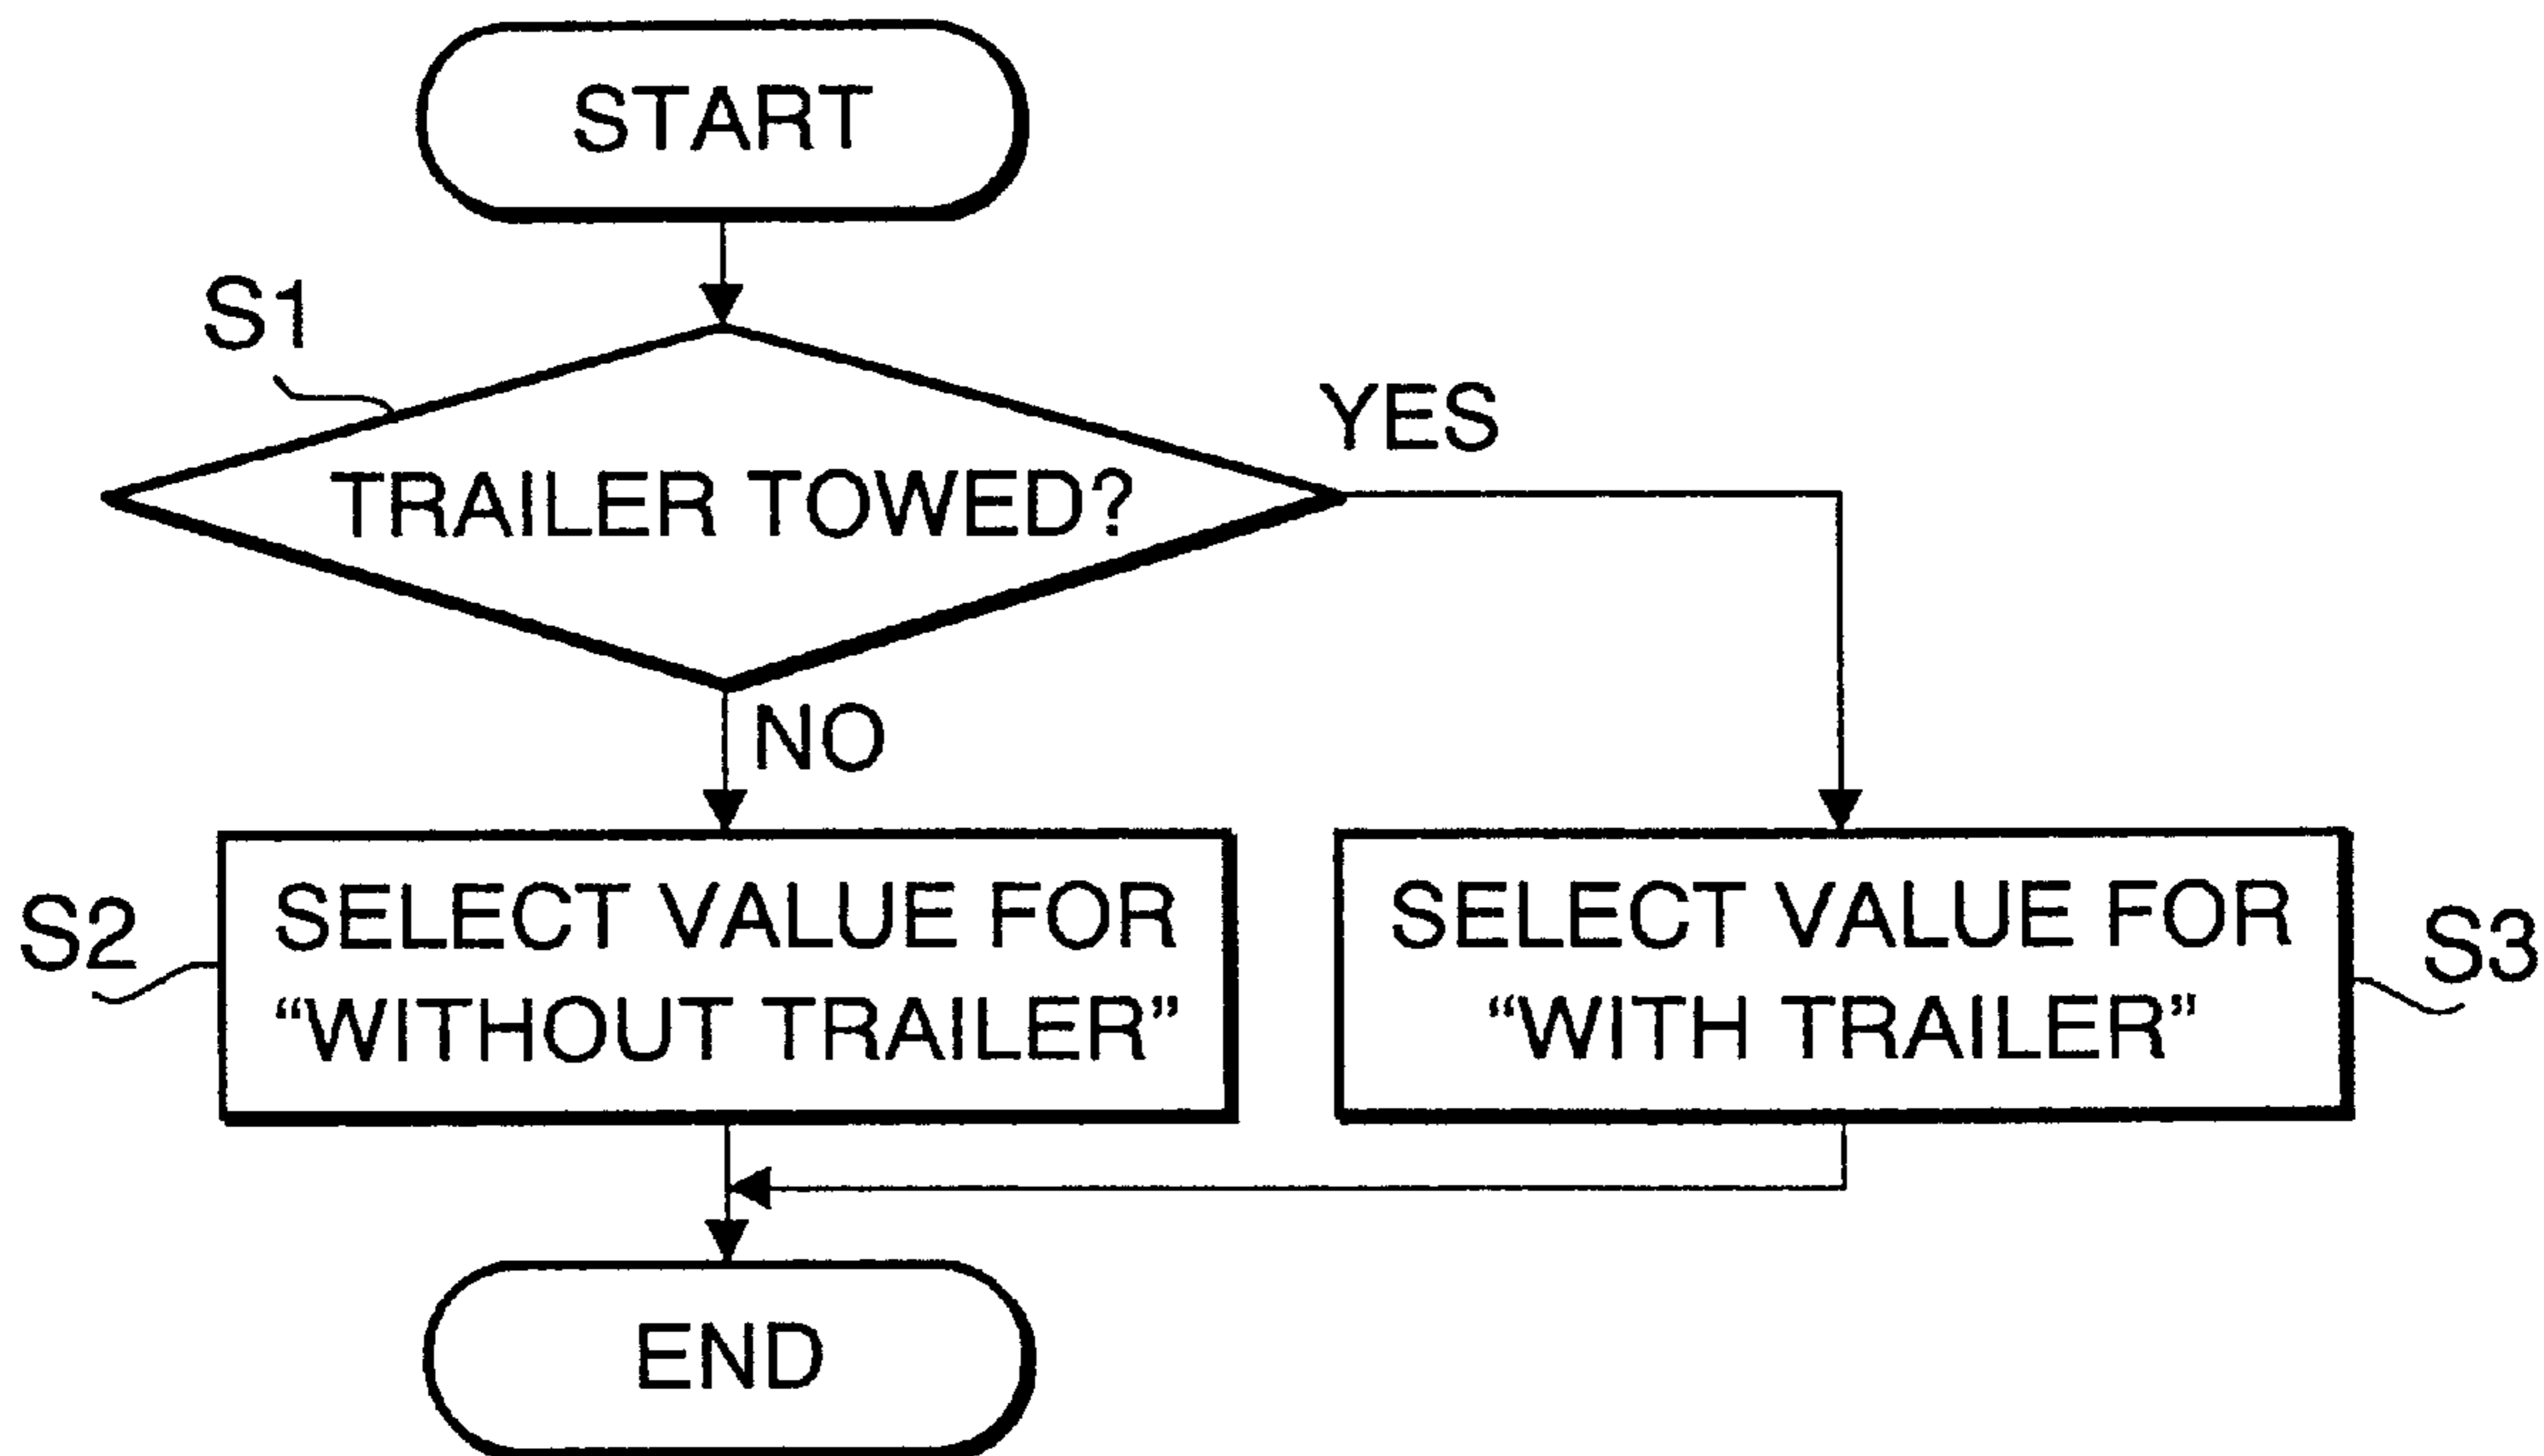 START
S1
YES
TRAILER TOWED?
NO
S2
SELECT VALUE FOR
“WITHOUT TRAILER”
SELECT VALUE FOR
“WITH TRAILER”
S3
END